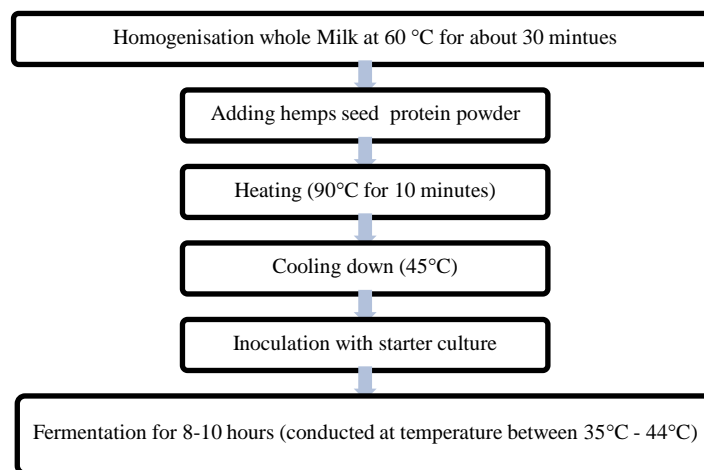 Homogenisation whole Milk at 60 °C for about 30 mintues
Adding hemps seed protein powder
Heating (90°C for 10 minutes)
Cooling down (45°C)
Inoculation with starter culture
Fermentation for 8-10 hours (conducted at temperature between 35°C - 44°C)